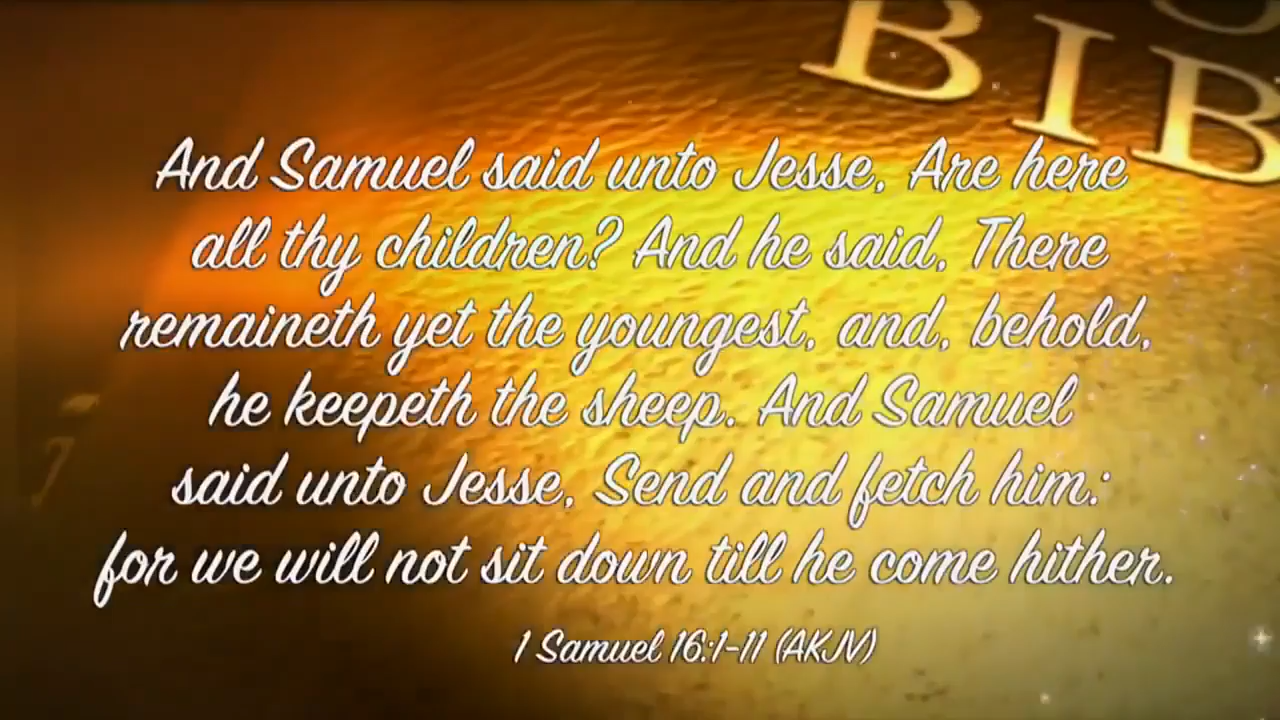 BIB
And Samuel said unto Jesse, Are here
all thy children? And he said, There
remaineth yet the youngest, and, behold,
he keepeth the sheep. And Samuel
said unto Jesse, Send and fetch him:
for we will not sit down till he come hither.
1 Samuel 16:1-11 (AKJV)